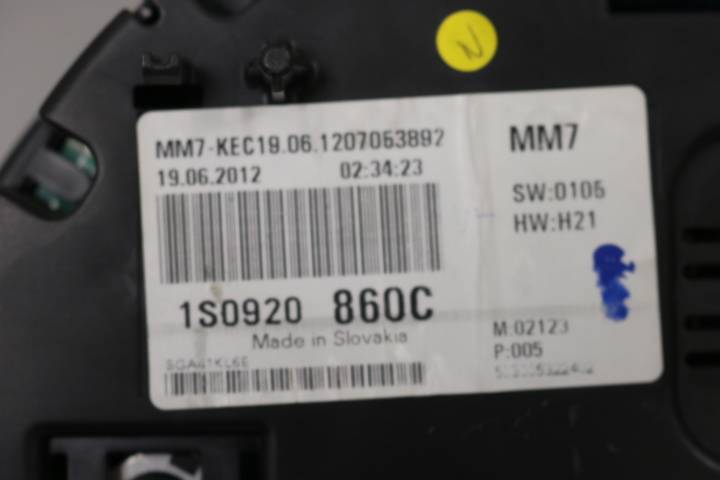 N
MM7-KEC19.06.1207053892
19.06.2012 02:34:23
MM7
SW:0105
HW:H21
1S0920 860C
Made in Slovakia
M:02123
P:005